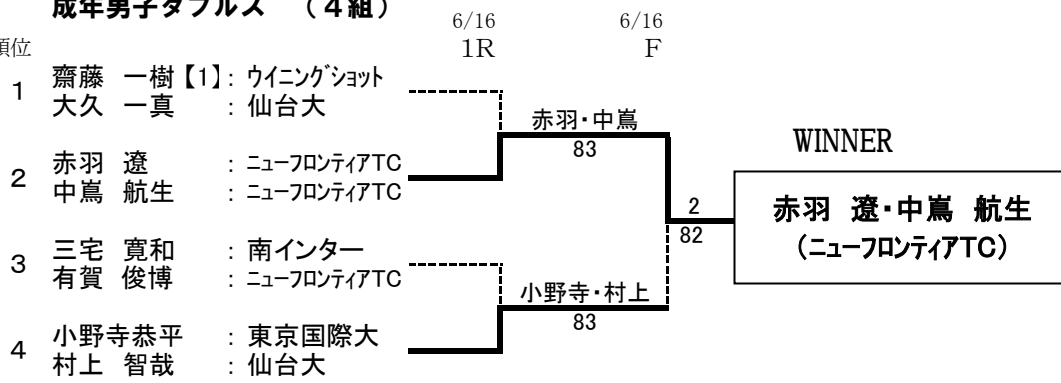 成年男子ダブルス （４組）
6/16 6/16
順位 1R F
1 齋藤 一樹【1】： ウイニングショット
大久 一真 ： 仙台大
赤羽・中嶌
83
WINNER
2 赤羽 遼 ： ニューフロンティアTC
中嶌 航生 ： ニューフロンティアTC
2
82
赤羽 遼・中嶌 航生
（ニューフロンティアTC）
3 三宅 寛和 ： 南インター
有賀 俊博 ： ニューフロンティアTC
小野寺・村上
83
4 小野寺恭平 ： 東京国際大
村上 智哉 ： 仙台大